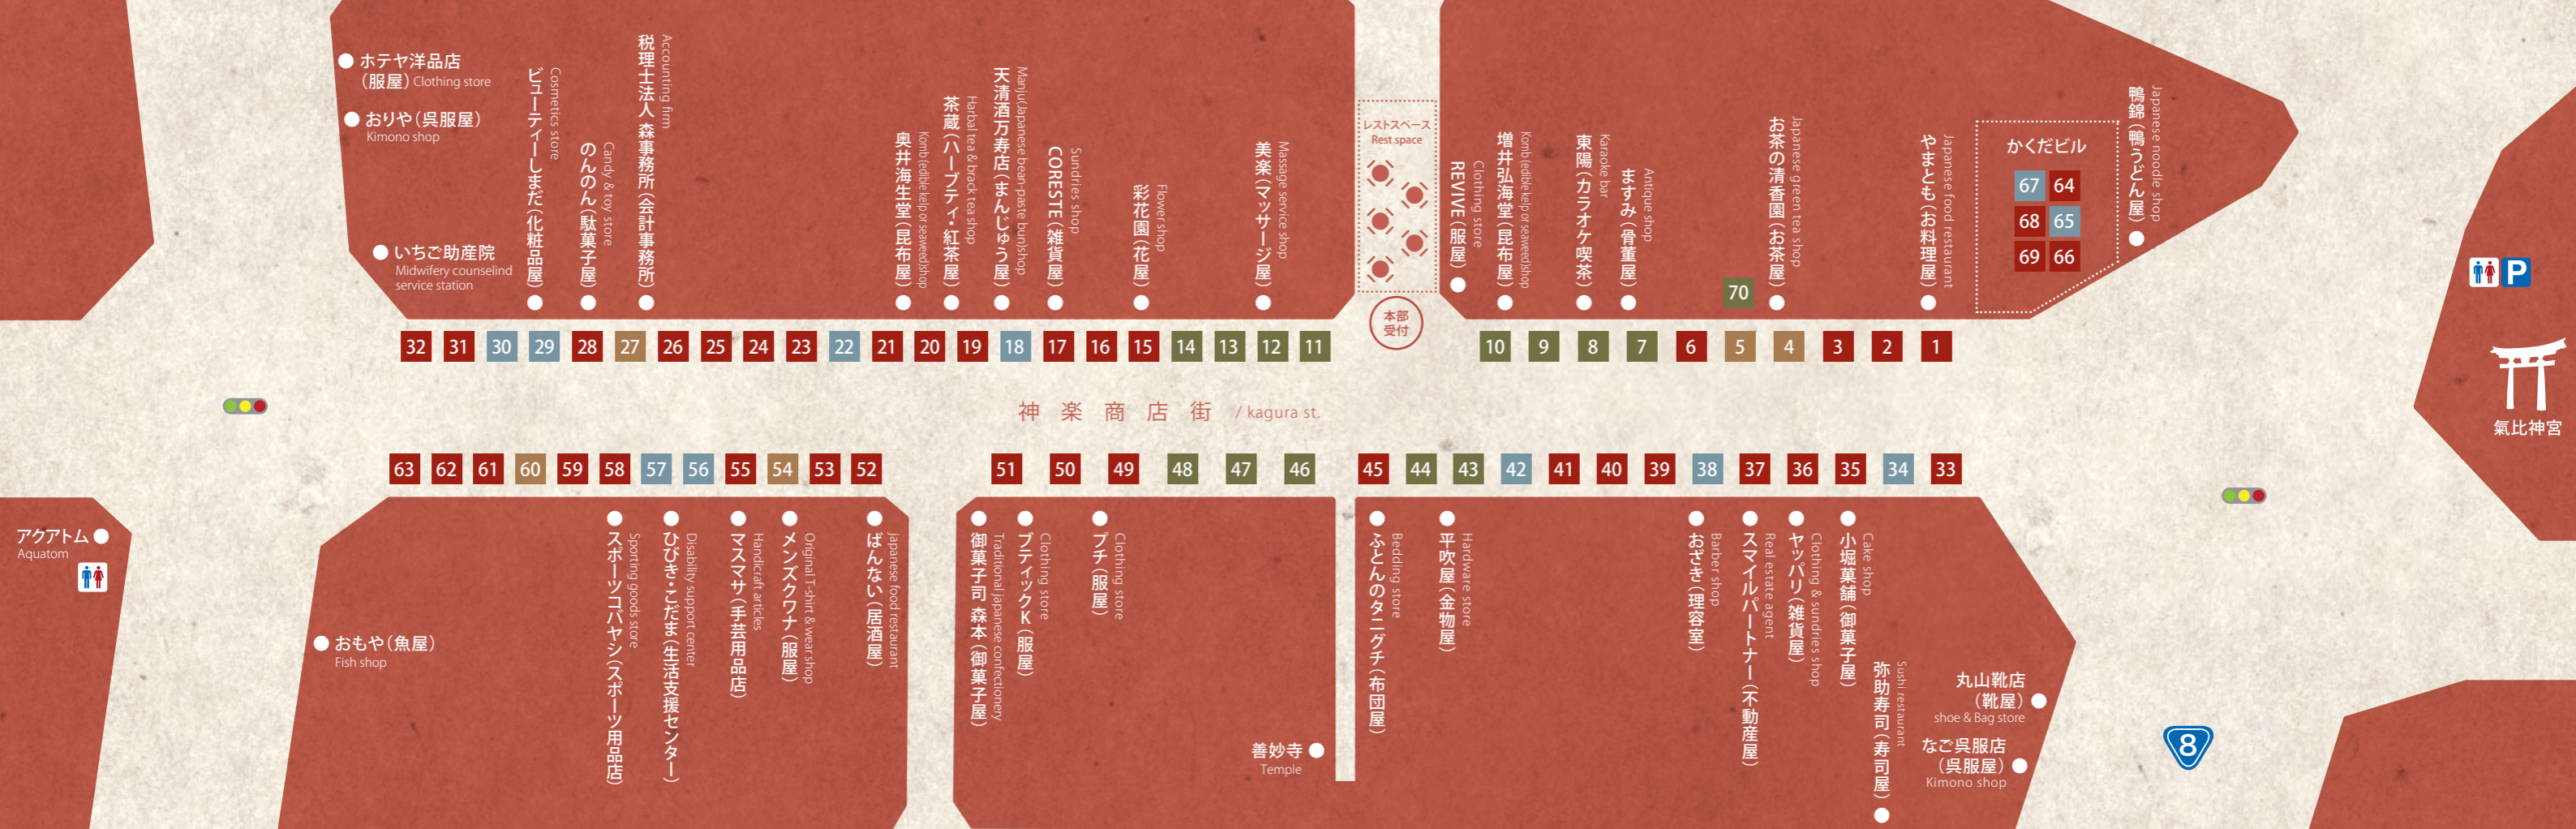 ホテヤ洋品店
（服屋）Clothing store
おりや（呉服屋）
Kimono shop
いちご助産院
Midwifery counselind
service station
ビューティーしまだ（化粧品屋）
Cosmetics store
のんのん（駄菓子屋）
Candy & toy store
税理士法人 森事務所（会計事務所）
Accounting firm
奥井海生堂（昆布屋）
Komb(edible kelp or seaweed)shop
茶蔵（ハーブティ・紅茶屋）
Harbal tea & brack tea shop
天清酒万寿店（まんじゅう屋）
Manju(Japanese bean-paste bun)shop
CORESTE（雑貨屋）
Sundries shop
彩花園（花屋）
Flower shop
美楽（マッサージ屋）
Massage service shop
レストスペース
Rest space
本部
受付
REVIVE（服屋）
Clothing store
増井弘海堂（昆布屋）
Komb(edible kelp or seaweed)shop
東陽（カラオケ喫茶）
Karaoke bar
ますみ（骨董屋）
Antique shop
70
お茶の清香園（お茶屋）
Japanese green tea shop
やまとも（お料理屋）
Japanese food restaurant
かくだビル
67 64
68 65
69 66
鴨錦（鴨うどん屋）
Japanese noodle shop
P
氣比神宮
32 31 30 29 28 27 26 25 24 23 22 21 20 19 18 17 16 15 14 13 12 11
10 9 8 7 6 5 4 3 2 1
神楽商店街 / kagura st.
63 62 61 60 59 58 57 56 55 54 53 52
51 50 49 48 47 46
45 44 43 42 41 40 39 38 37 36 35 34 33
アクアトム
Aquatom
おもや（魚屋）
Fish shop
スポーツコバヤシ（スポーツ用品店）
Sporting goods store
ひびき・こだま（生活支援センター）
Disability support center
マスマサ（手芸用品店）
Handicraft articles
メンズクワナ（服屋）
Original T-shirt & wear shop
ばんない（居酒屋）
japanese food restaurant
御菓子司 森本（御菓子屋）
Traditional japanese confectionery
ブティックK（服屋）
Clothing store
プチ（服屋）
Clothing store
善妙寺
Temple
ふとんのタニグチ（布団屋）
Bedding store
平吹屋（金物屋）
Hardware store
おざき（理容室）
Barber shop
スマイルパートナー（不動産屋）
Real estate agent
ヤッパリ（雑貨屋）
Clothing & sundries shop
小堀菓舗（御菓子屋）
Cake shop
弥助寿司（寿司屋）
Sushi restaurant
丸山靴店
（靴屋）
shoe & Bag store
なご呉服店
（呉服屋）
Kimono shop
8